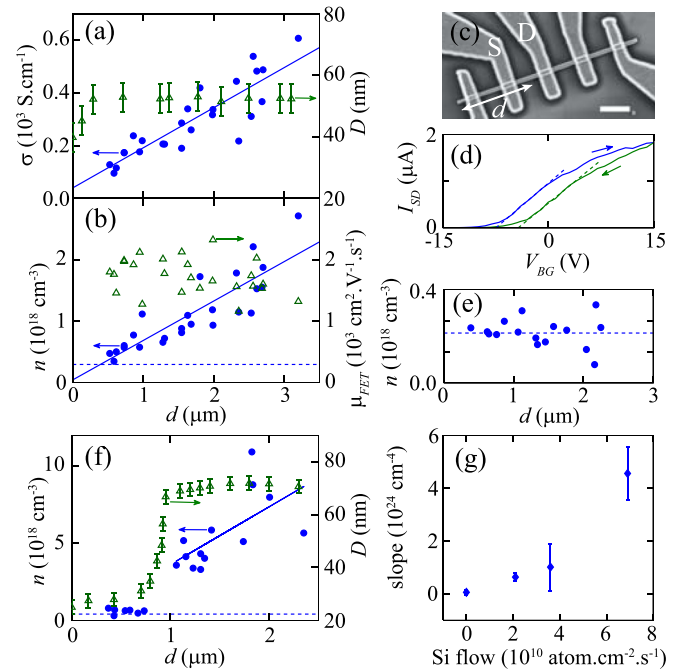 (a)
σ (10³ S.cm⁻¹)
0.6
0.4
0.2
0.0
80
60
40
20
D (nm)
(b)
n (10¹⁸ cm⁻³)
2
1
0
3
2
1
0
μFET (10³ cm².V⁻¹.s⁻¹)
0 1 2 3
d (μm)
(c)
S
D
d
(d)
ISD (μA)
2
0
-15 0 15
VBG (V)
(e)
n (10¹⁸ cm⁻³)
0.4
0.0
0 1 2 3
d (μm)
(f)
n (10¹⁸ cm⁻³)
10
5
0
80
60
40
20
D (nm)
0 1 2
d (μm)
(g)
slope (10²⁴ cm⁻⁴)
6
4
2
0
0 2 4 6 8
Si flow (10¹⁰ atom.cm⁻².s⁻¹)